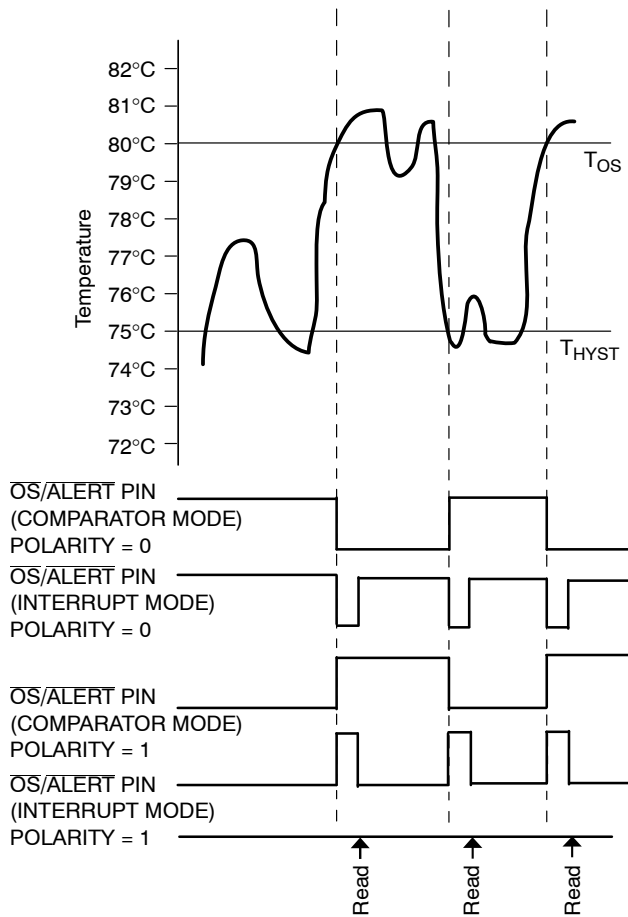 82°C
81°C
80°C
TOS
79°C
78°C
77°C
Temperature
76°C
75°C
THYST
74°C
73°C
72°C
OS/ALERT PIN
(COMPARATOR MODE)
POLARITY = 0
OS/ALERT PIN
(INTERRUPT MODE)
POLARITY = 0
OS/ALERT PIN
(COMPARATOR MODE)
POLARITY = 1
OS/ALERT PIN
(INTERRUPT MODE)
POLARITY = 1
Read
Read
Read